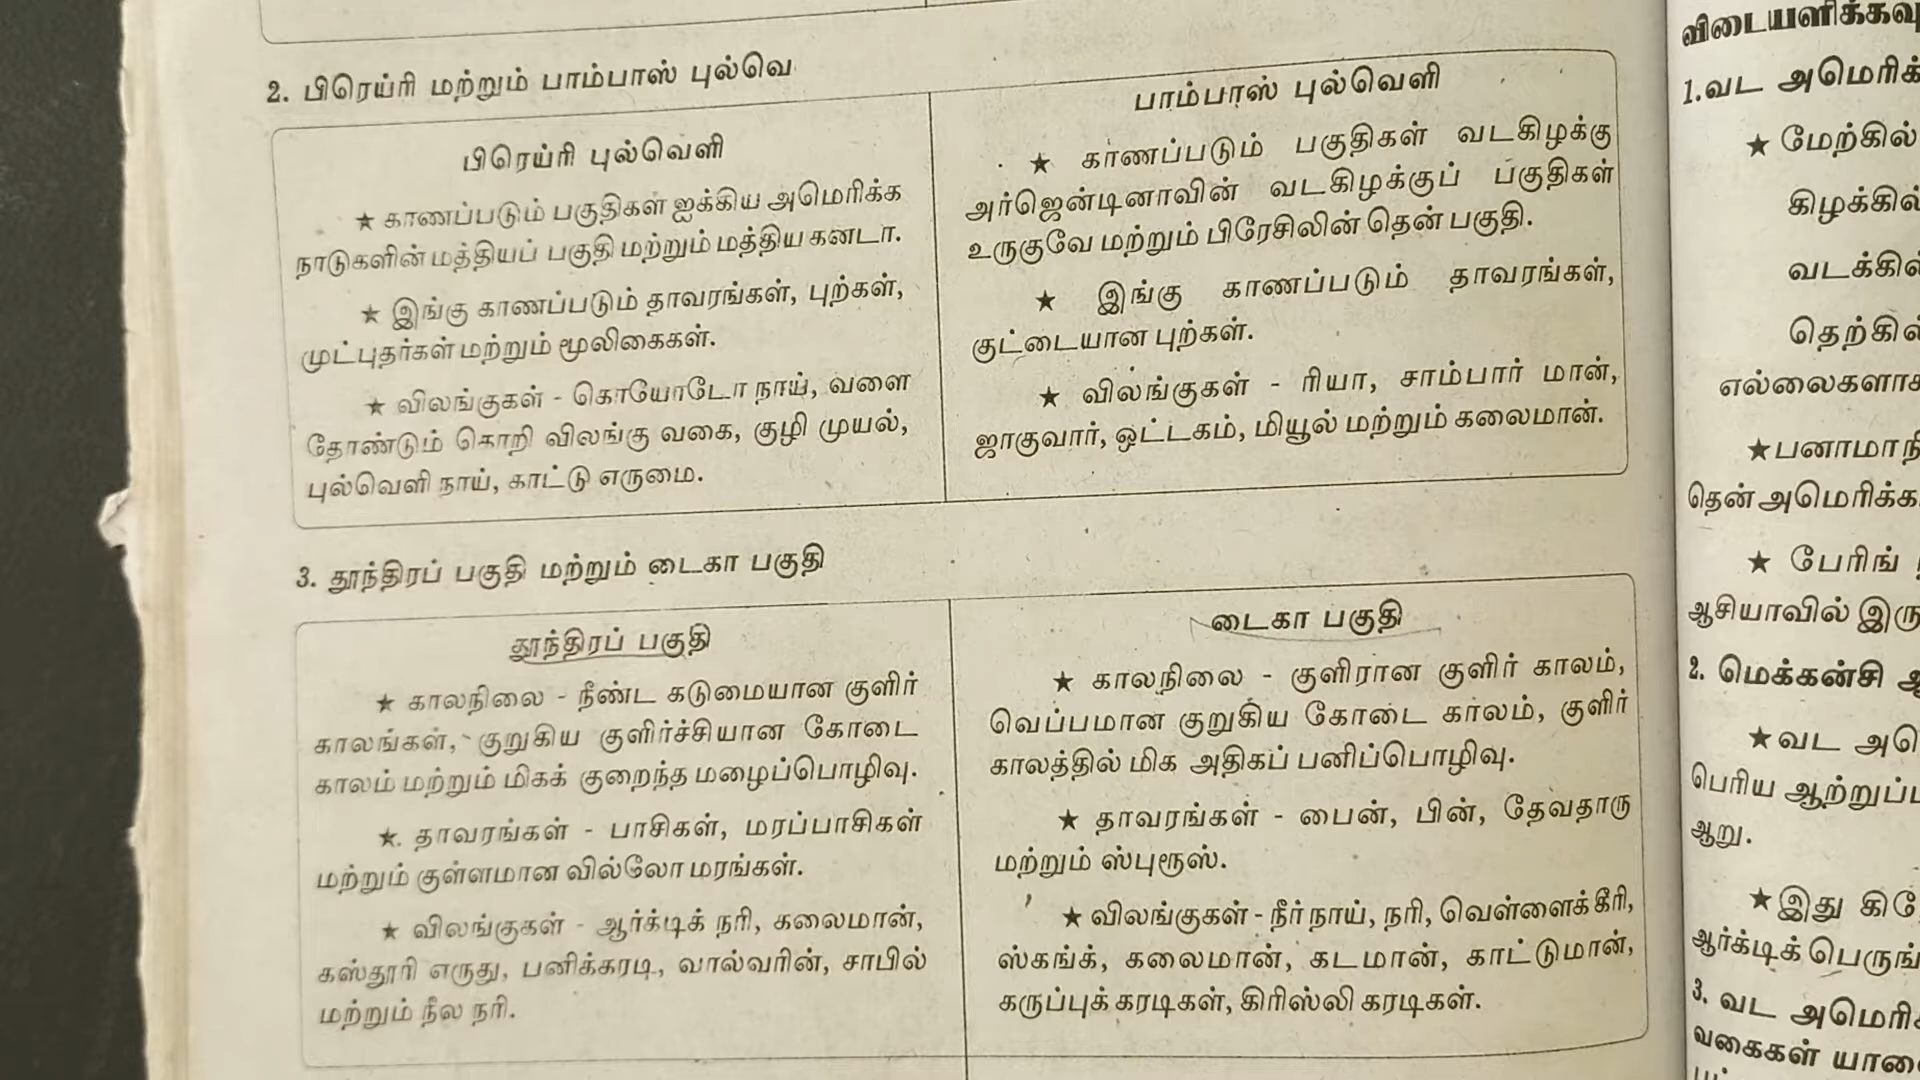 2. பிரெய்ரி மற்றும் பாம்பாஸ் புல்வெ
பிரெய்ரி புல்வெளி
★ காணப்படும் பகுதிகள் ஐக்கிய அமெரிக்க
நாடுகளின் மத்தியப் பகுதி மற்றும் மத்திய கனடா.
★ இங்கு காணப்படும் தாவரங்கள், புற்கள்,
முட்புதர்கள் மற்றும் மூலிகைகள்.
★ விலங்குகள் - கொயோடோ நாய், வளை
தோண்டும் கொறி விலங்கு வகை, குழி முயல்,
புல்வெளி நாய், காட்டு எருமை.
பாம்பாஸ் புல்வெளி
★ காணப்படும் பகுதிகள் வடகிழக்கு
அர்ஜென்டினாவின் வடகிழக்குப் பகுதிகள்
உருகுவே மற்றும் பிரேசிலின் தென் பகுதி.
★ இங்கு காணப்படும் தாவரங்கள்,
குட்டையான புற்கள்.
★ விலங்குகள் - ரியா, சாம்பார் மான்,
ஜாகுவார், ஒட்டகம், மியூல் மற்றும் கலைமான்.
3. தூந்திரப் பகுதி மற்றும் டைகா பகுதி
தூந்திரப் பகுதி
★ காலநிலை - நீண்ட கடுமையான குளிர்
காலங்கள், குறுகிய குளிர்ச்சியான கோடை
காலம் மற்றும் மிகக் குறைந்த மழைப்பொழிவு.
★. தாவரங்கள் - பாசிகள், மரப்பாசிகள்
மற்றும் குள்ளமான வில்லோ மரங்கள்.
★ விலங்குகள் - ஆர்க்டிக் நரி, கலைமான்,
கஸ்தூரி எருது, பனிக்கரடி, வால்வரின், சாபில்
மற்றும் நீல நரி.
டைகா பகுதி
★ காலநிலை - குளிரான குளிர் காலம்,
வெப்பமான குறுகிய கோடை காலம், குளிர்
காலத்தில் மிக அதிகப் பனிப்பொழிவு.
★ தாவரங்கள் - பைன், பின், தேவதாரு
மற்றும் ஸ்புரூஸ்.
★ விலங்குகள் - நீர் நாய், நரி, வெள்ளைக்கீரி,
ஸ்கங்க், கலைமான், கடமான், காட்டுமான்,
கருப்புக் கரடிகள், கிரிஸ்லி கரடிகள்.
விடையளிக்கவு
1.வட அமெரிக்
★ மேற்கில்
கிழக்கில்
வடக்கில்
தெற்கில்
எல்லைகளாக
★பனாமா
தென் அமெரிக்க
★ பேரிங்
ஆசியாவில் இரு
2. மெக்கன்சி ஆ
★வட அமெ
பெரிய ஆற்றுப்ப
ஆறு.
★இது கி
ஆர்க்டிக் பெருங்
3. வட அமெரிக்
வகைகள் யாவை